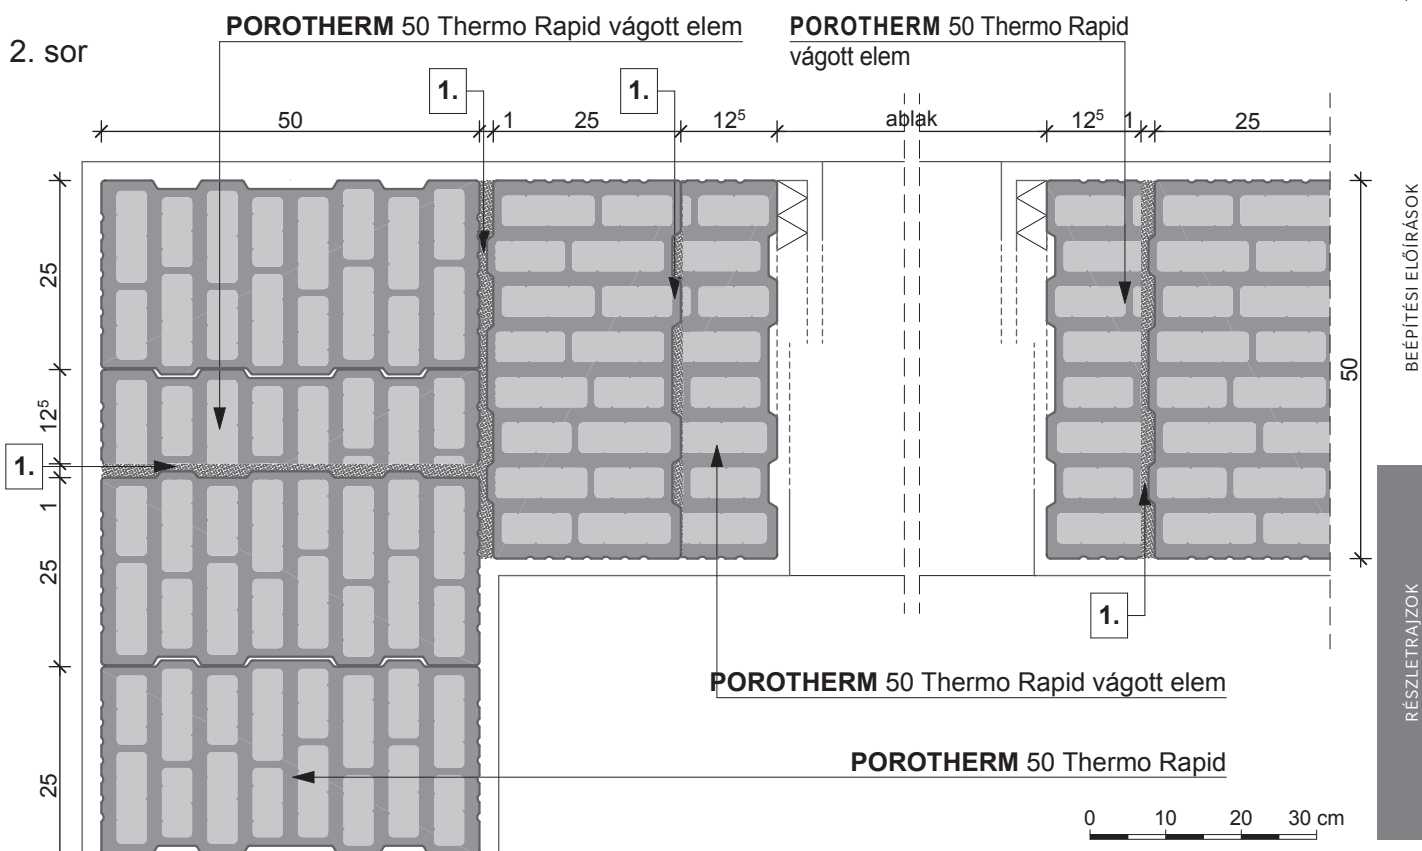 POROTHERM 50 Thermo Rapid vágott elem
POROTHERM 50 Thermo Rapid
vágott elem
2. sor
1.
1.
50
1
25
12⁵
ablak
12⁵
1
25
25
12⁵
1.
1
25
25
50
1.
POROTHERM 50 Thermo Rapid vágott elem
POROTHERM 50 Thermo Rapid
0 10 20 30 cm
BEÉPÍTÉSI ELŐÍRÁSOK
RÉSZLETRAJZOK